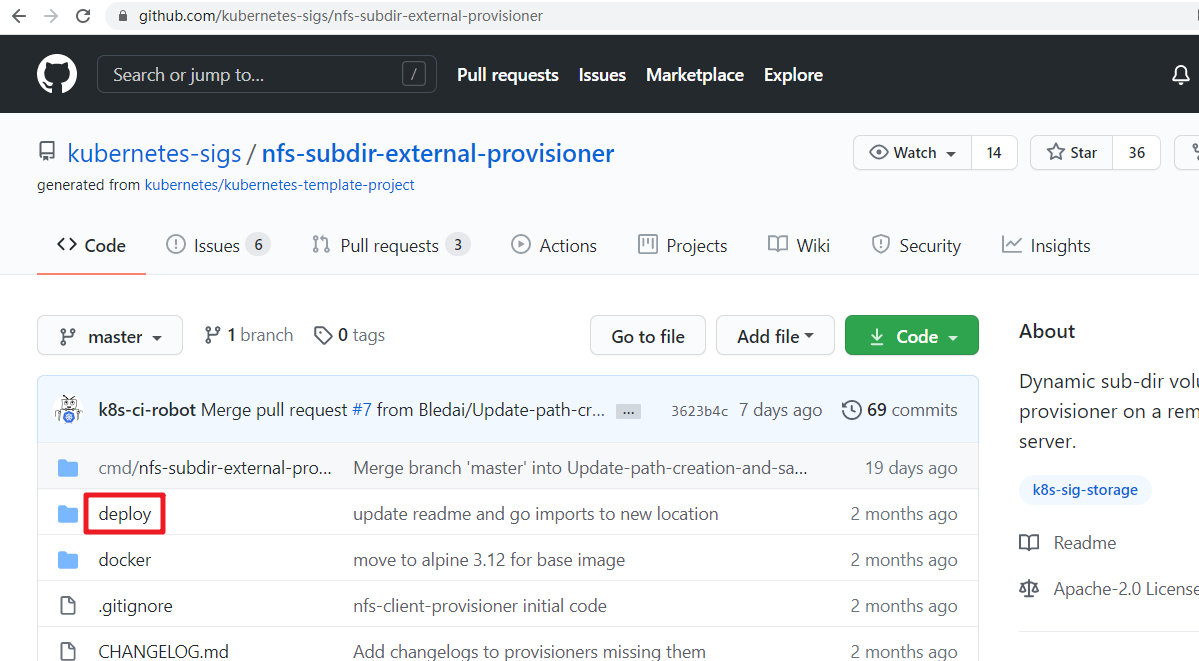 github.com/kubernetes-sigs/nfs-subdir-external-provisioner
Search or jump to... / Pull requests Issues Marketplace Explore
kubernetes-sigs / nfs-subdir-external-provisioner Watch 14 Star 36
generated from kubernetes/kubernetes-template-project
Code Issues 6 Pull requests 3 Actions Projects Wiki Security Insights
master 1 branch 0 tags Go to file Add file Code
About
k8s-ci-robot Merge pull request #7 from Bledai/Update-path-cr... ... 3623b4c 7 days ago 69 commits
Dynamic sub-dir
provisioner on a
server.
cmd/nfs-subdir-external-pro... Merge branch 'master' into Update-path-creation-and-sa... 19 days ago
k8s-sig-storage
deploy update readme and go imports to new location 2 months ago
Readme
docker move to alpine 3.12 for base image 2 months ago
Apache-2.0 License
.gitignore nfs-client-provisioner initial code 2 months ago
CHANGELOG.md Add changelogs to provisioners missing them 2 months ago